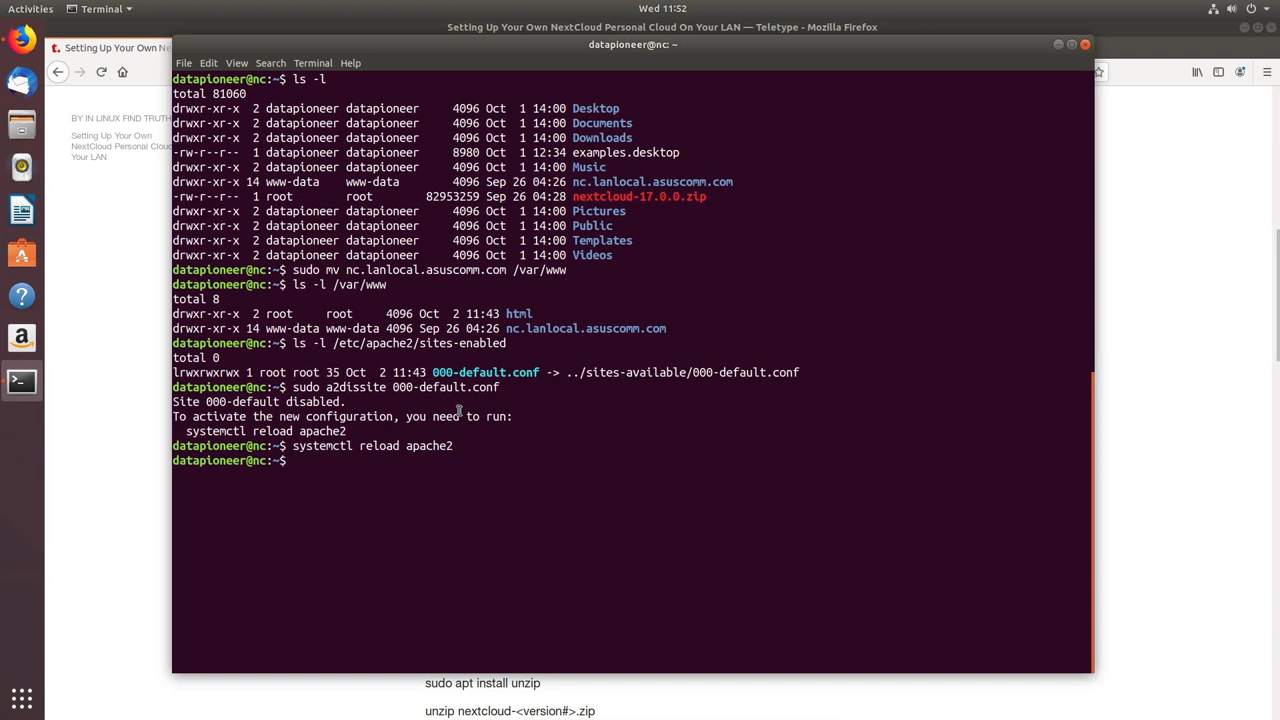 Activities Terminal Wed 11:52
Setting Up Your Own NextCloud Personal Cloud On Your LAN — Teletype - Mozilla Firefox
t. Setting Up Your Own Ne
datapioneer@nc: ~
File Edit View Search Terminal Help
datapioneer@nc:~$ ls -l
total 81060
drwxr-xr-x 2 datapioneer datapioneer 4096 Oct 1 14:00 Desktop
drwxr-xr-x 2 datapioneer datapioneer 4096 Oct 1 14:00 Documents
drwxr-xr-x 2 datapioneer datapioneer 4096 Oct 1 14:00 Downloads
-rw-r--r-- 1 datapioneer datapioneer 8980 Oct 1 12:34 examples.desktop
drwxr-xr-x 2 datapioneer datapioneer 4096 Oct 1 14:00 Music
drwxr-xr-x 14 www-data www-data 4096 Sep 26 04:26 nc.lanlocal.asuscomm.com
-rw-r--r-- 1 root root 82953259 Sep 26 04:28 nextcloud-17.0.0.zip
drwxr-xr-x 2 datapioneer datapioneer 4096 Oct 1 14:00 Pictures
drwxr-xr-x 2 datapioneer datapioneer 4096 Oct 1 14:00 Public
drwxr-xr-x 2 datapioneer datapioneer 4096 Oct 1 14:00 Templates
drwxr-xr-x 2 datapioneer datapioneer 4096 Oct 1 14:00 Videos
datapioneer@nc:~$ sudo mv nc.lanlocal.asuscomm.com /var/www
datapioneer@nc:~$ ls -l /var/www
total 8
drwxr-xr-x 2 root root 4096 Oct 2 11:43 html
drwxr-xr-x 14 www-data www-data 4096 Sep 26 04:26 nc.lanlocal.asuscomm.com
datapioneer@nc:~$ ls -l /etc/apache2/sites-enabled
total 0
lrwxrwxrwx 1 root root 35 Oct 2 11:43 000-default.conf -> ../sites-available/000-default.conf
datapioneer@nc:~$ sudo a2dissite 000-default.conf
Site 000-default disabled.
To activate the new configuration, you need to run:
systemctl reload apache2
datapioneer@nc:~$ systemctl reload apache2
datapioneer@nc:~$
BY IN LINUX FIND TRUTH
Setting Up Your Own
NextCloud Personal Cloud
Your LAN
sudo apt install unzip
unzip nextcloud-<version#>.zip